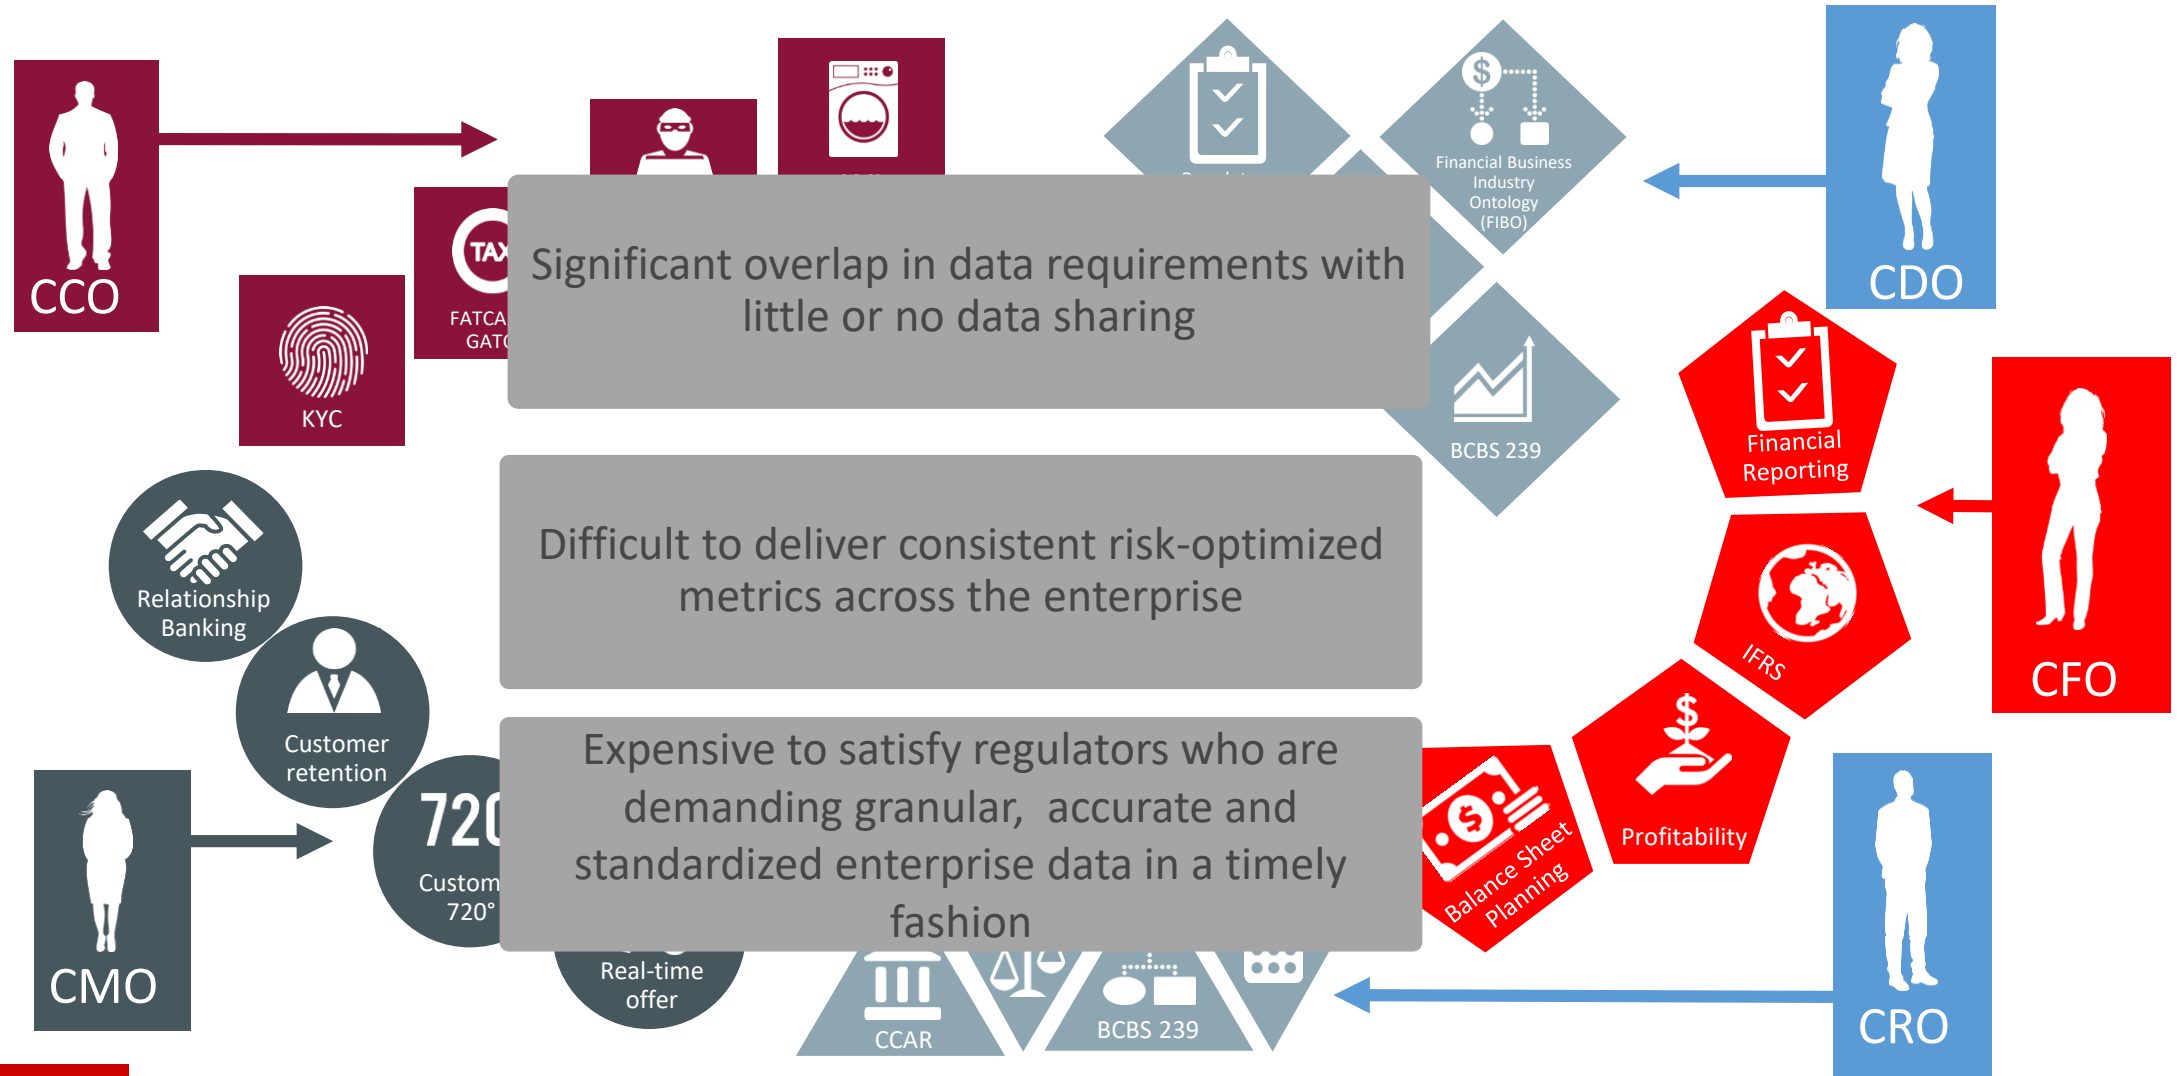 CCO
KYC
FATCA
TAX
Significant overlap in data requirements with
little or no data sharing
Financial Business
Industry
Ontology
(FIBO)
BCBS 239
CDO
Financial
Reporting
IFRS
Profitability
Balance Sheet
Planning
CFO
Difficult to deliver consistent risk-optimized
metrics across the enterprise
Relationship
Banking
Customer
retention
720°
CMO
Expensive to satisfy regulators who are
demanding granular, accurate and
standardized enterprise data in a timely
fashion
Real-time
offer
CCAR
BCBS 239
CRO